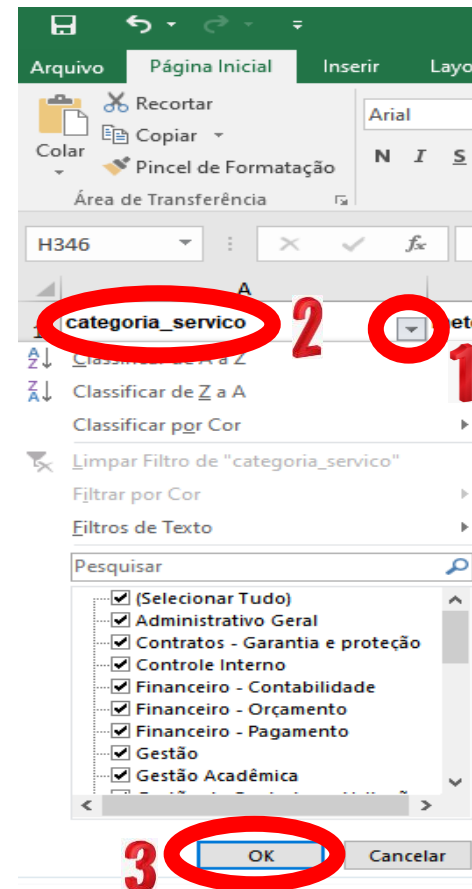 Arquivo Página Inicial Inserir Layo
Recortar
Copiar
Colar
Pincel de Formatação
Área de Transferência
Arial
N I S
H346 fx
A
1 categoria_servico 2
1
Classificar de A a Z
Classificar de Z a A
Classificar por Cor
Limpar Filtro de "categoria_servico"
Filtrar por Cor
Filtros de Texto
Pesquisar
(Selecionar Tudo)
Administrativo Geral
Contratos - Garantia e proteção
Controle Interno
Financeiro - Contabilidade
Financeiro - Orçamento
Financeiro - Pagamento
Gestão
Gestão Acadêmica
3 OK Cancelar